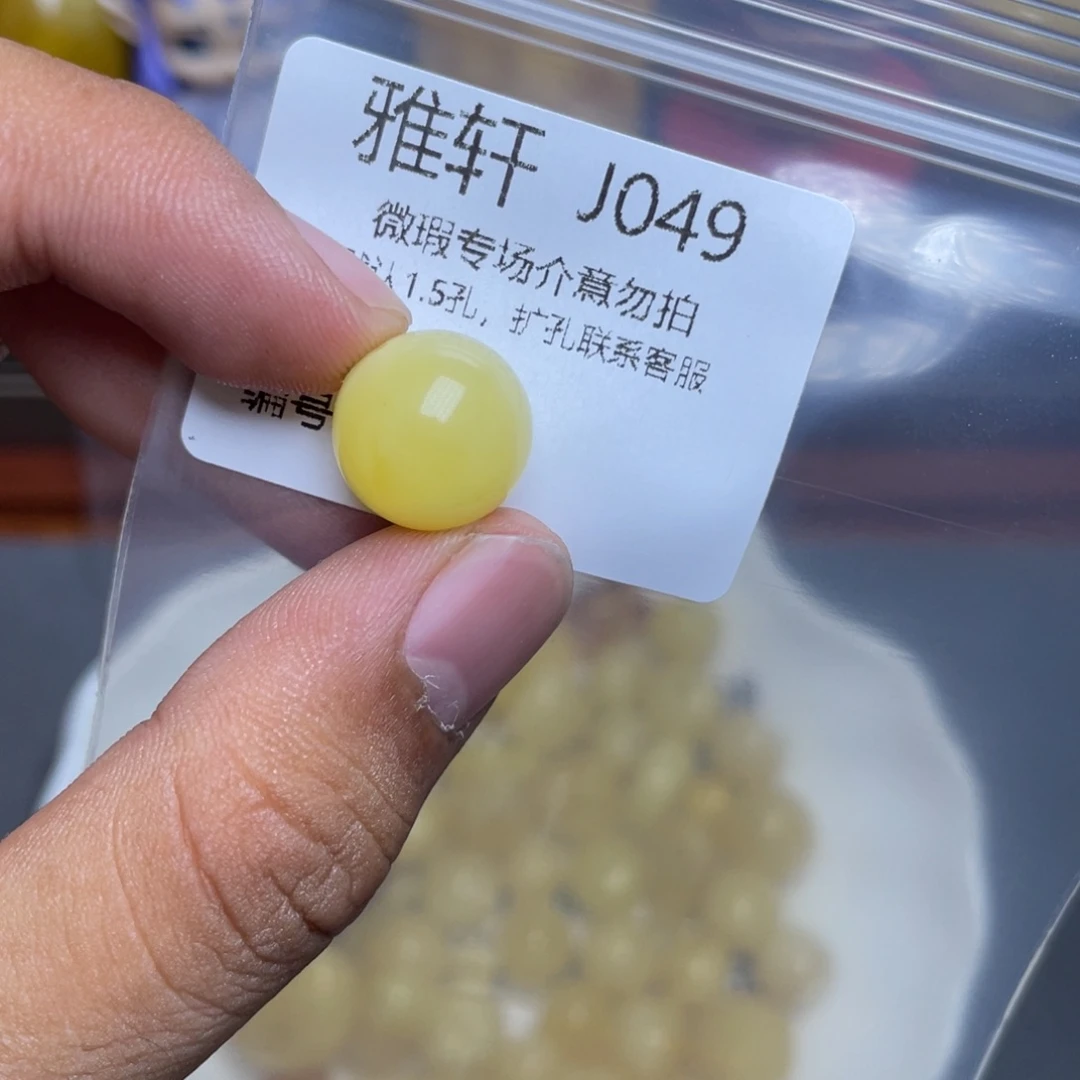 雅轩 J049
微瑕专场介意勿拍
认1.5孔，扩孔联系客服
编号